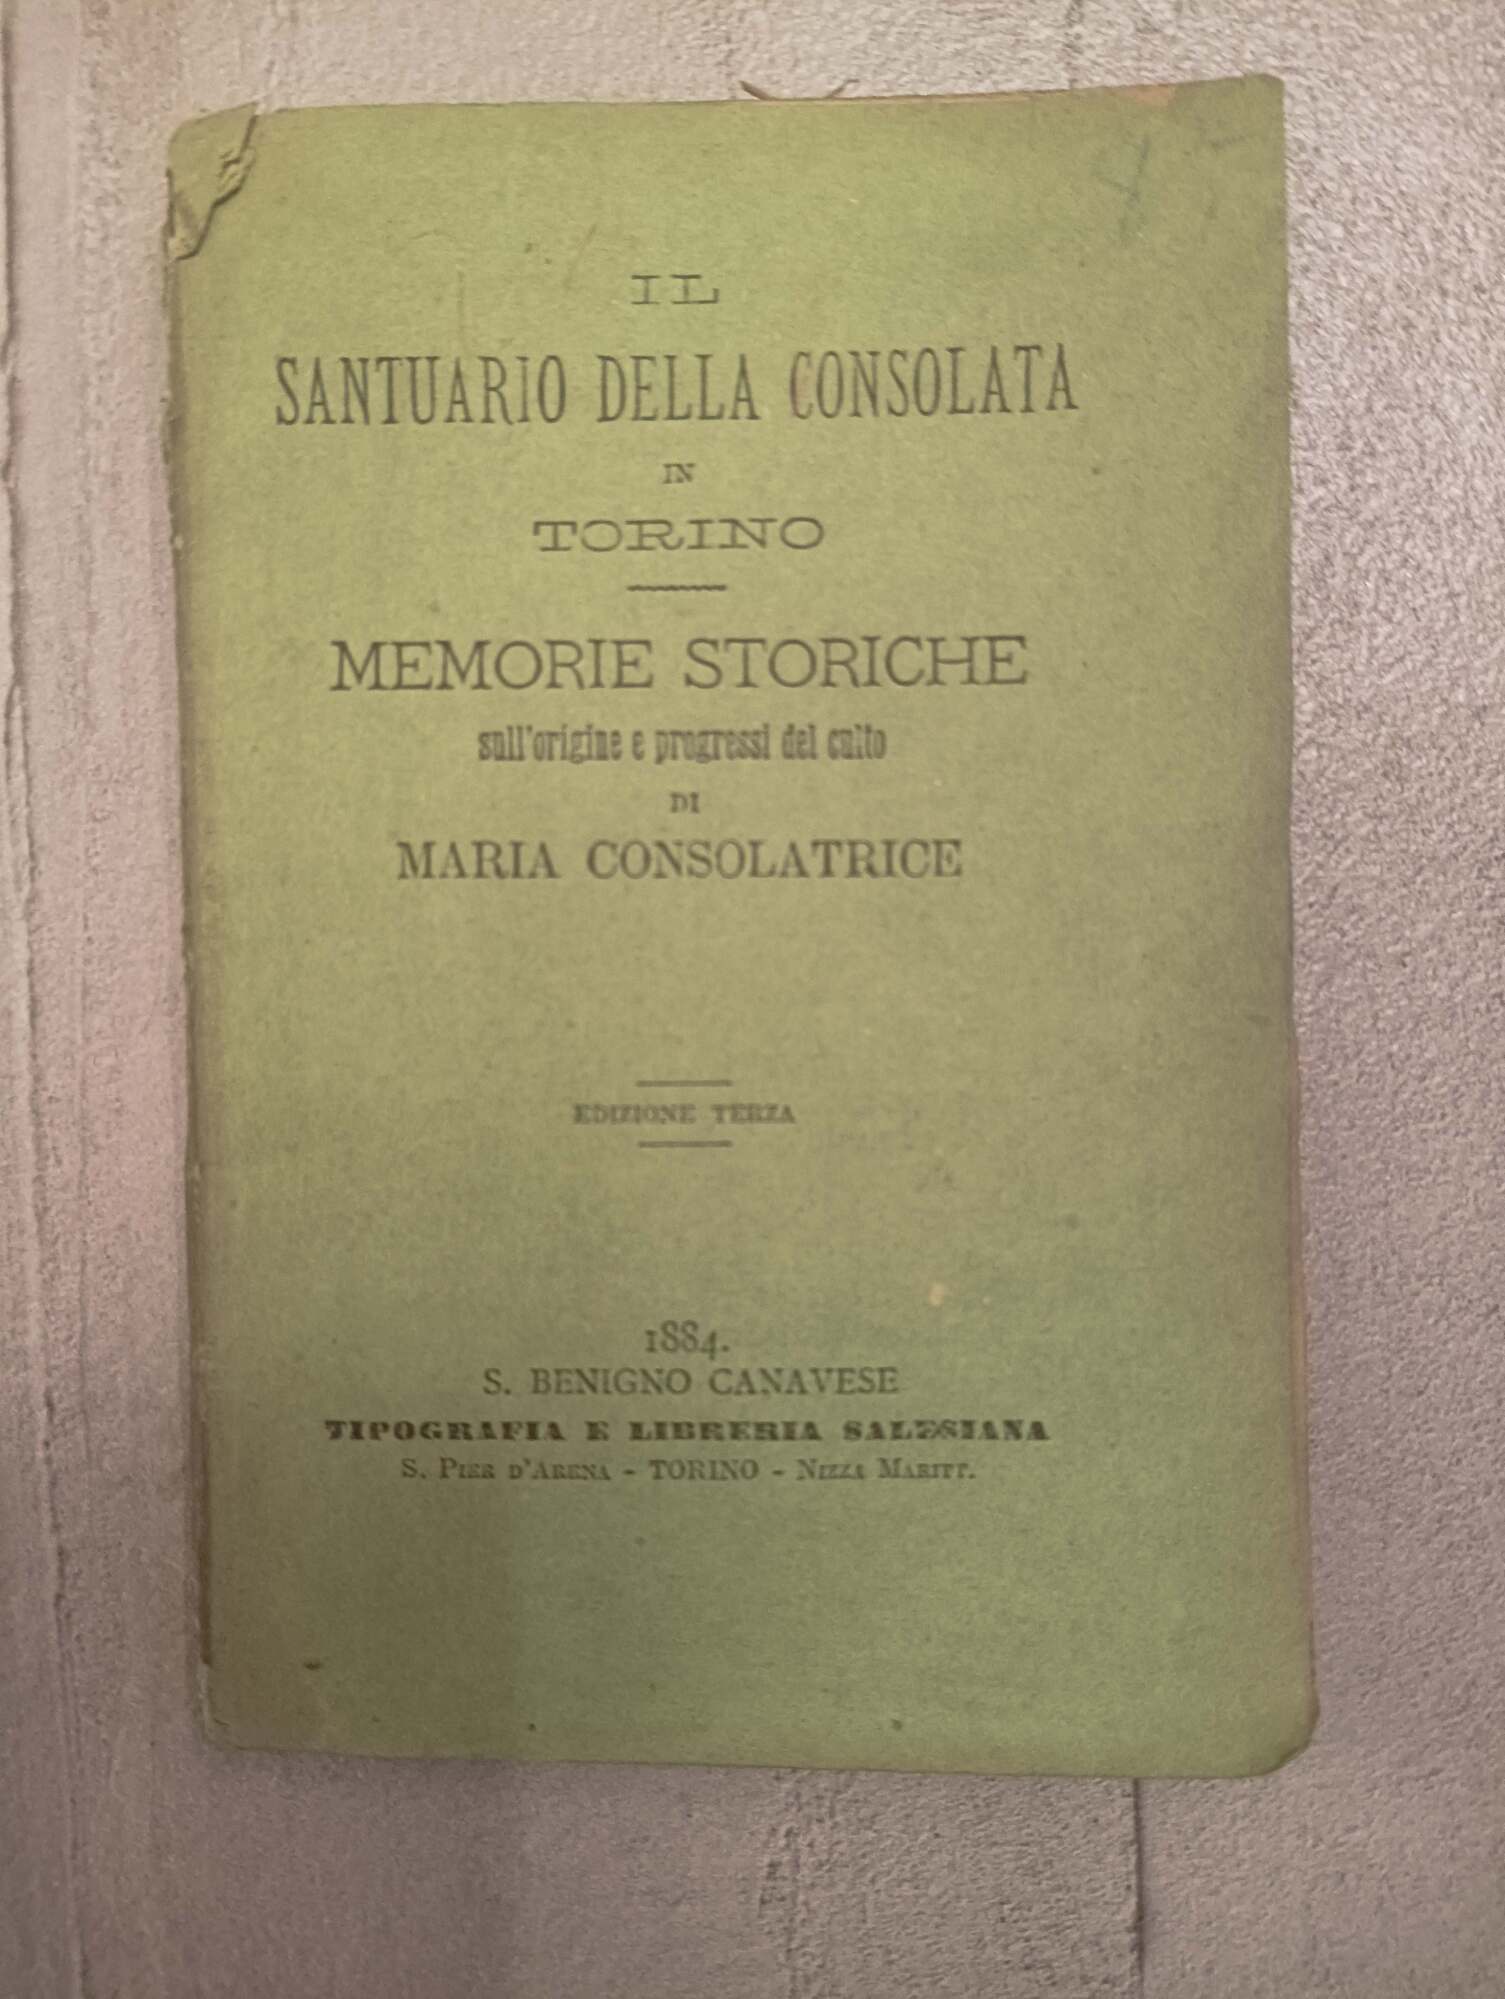 IL
SANTUARIO DELLA CONSOLATA
IN
TORINO
MEMORIE STORICHE
sull'origine e progressi del culto
DI
MARIA CONSOLATRICE
EDIZIONE TERZA
1884.
S. BENIGNO CANAVESE
TIPOGRAFIA E LIBRERIA SALESIANA
S. PIER D'ARENA - TORINO - NIZZA MARITT.